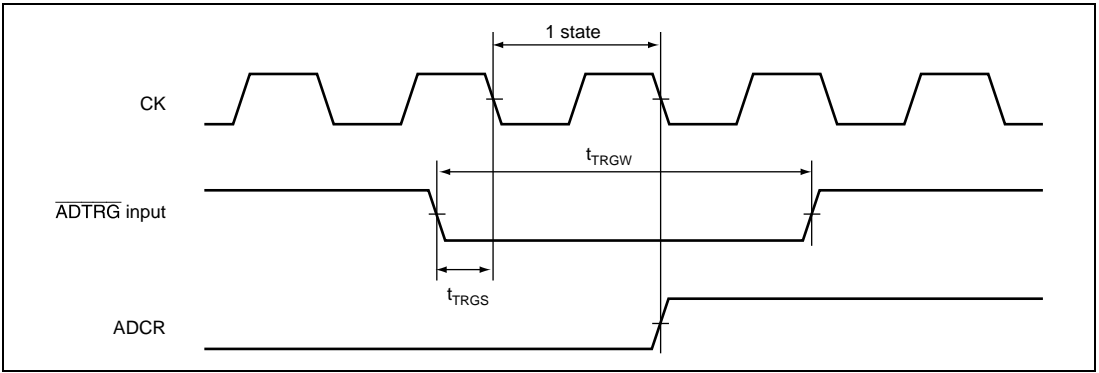 1 state
CK
tTRGW
ADTRG input
tTRGS
ADCR